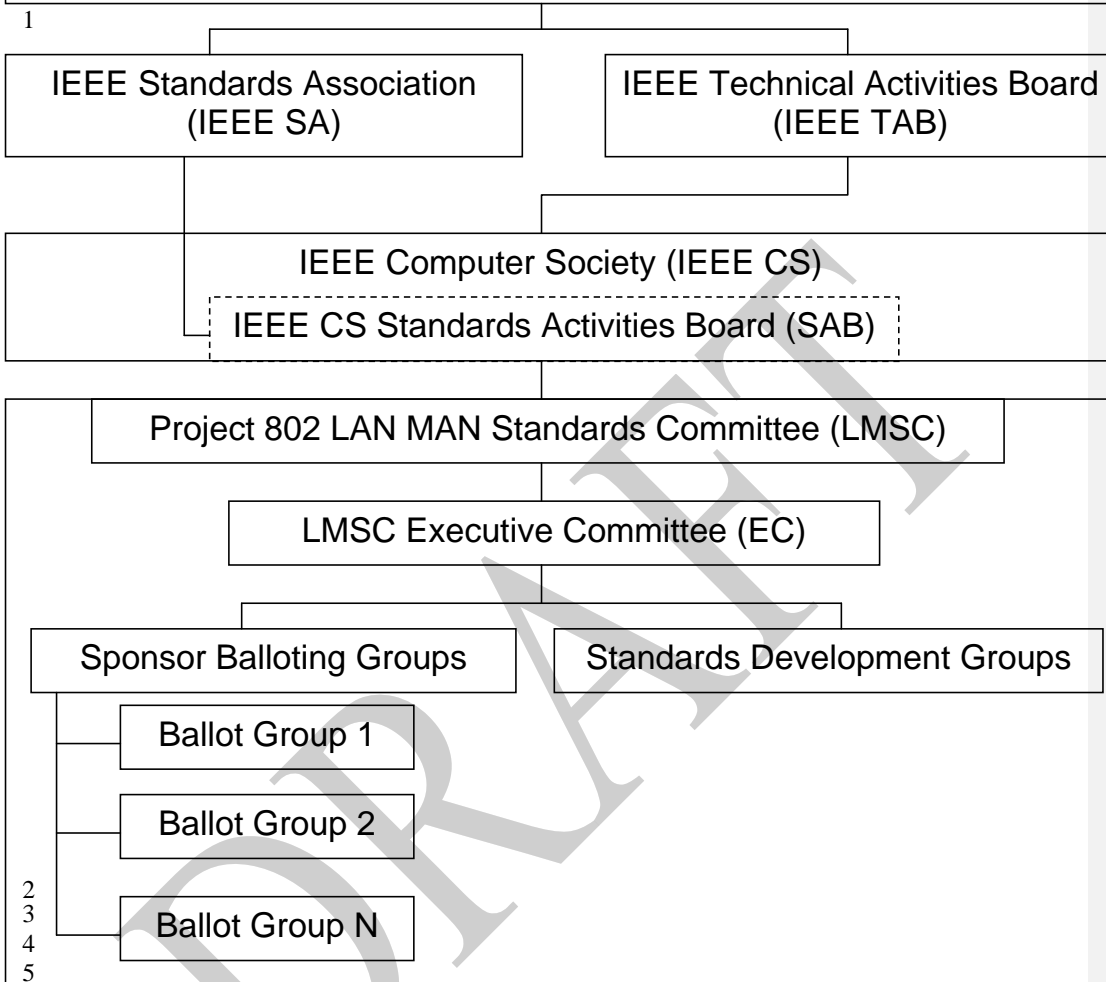 1
IEEE Standards Association
(IEEE SA)
IEEE Technical Activities Board
(IEEE TAB)
IEEE Computer Society (IEEE CS)
IEEE CS Standards Activities Board (SAB)
Project 802 LAN MAN Standards Committee (LMSC)
LMSC Executive Committee (EC)
Sponsor Balloting Groups
Standards Development Groups
Ballot Group 1
Ballot Group 2
Ballot Group N
2
3
4
5
DRAFT